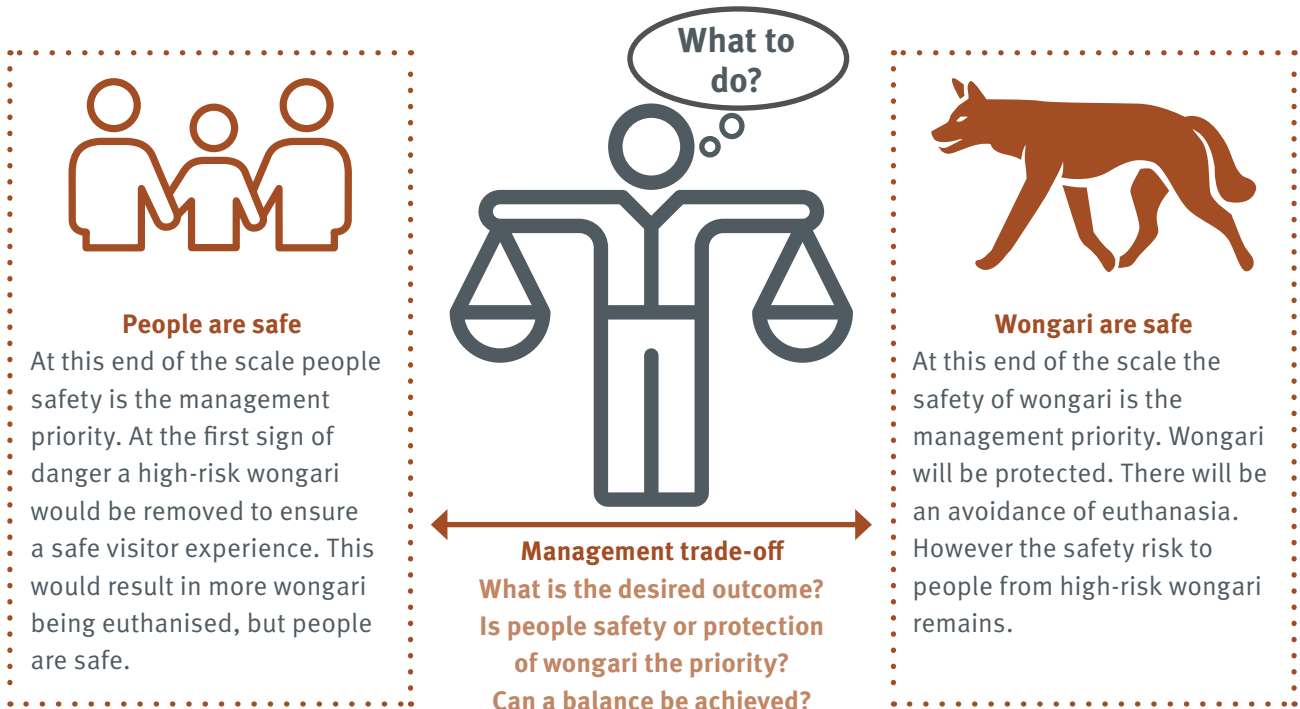 What to
do?
People are safe
At this end of the scale people
safety is the management
priority. At the first sign of
danger a high-risk wongari
would be removed to ensure
a safe visitor experience. This
would result in more wongari
being euthanised, but people
are safe.
Management trade-off
What is the desired outcome?
Is people safety or protection
of wongari the priority?
Can a balance be achieved?
Wongari are safe
At this end of the scale the
safety of wongari is the
management priority. Wongari
will be protected. There will be
an avoidance of euthanasia.
However the safety risk to
people from high-risk wongari
remains.